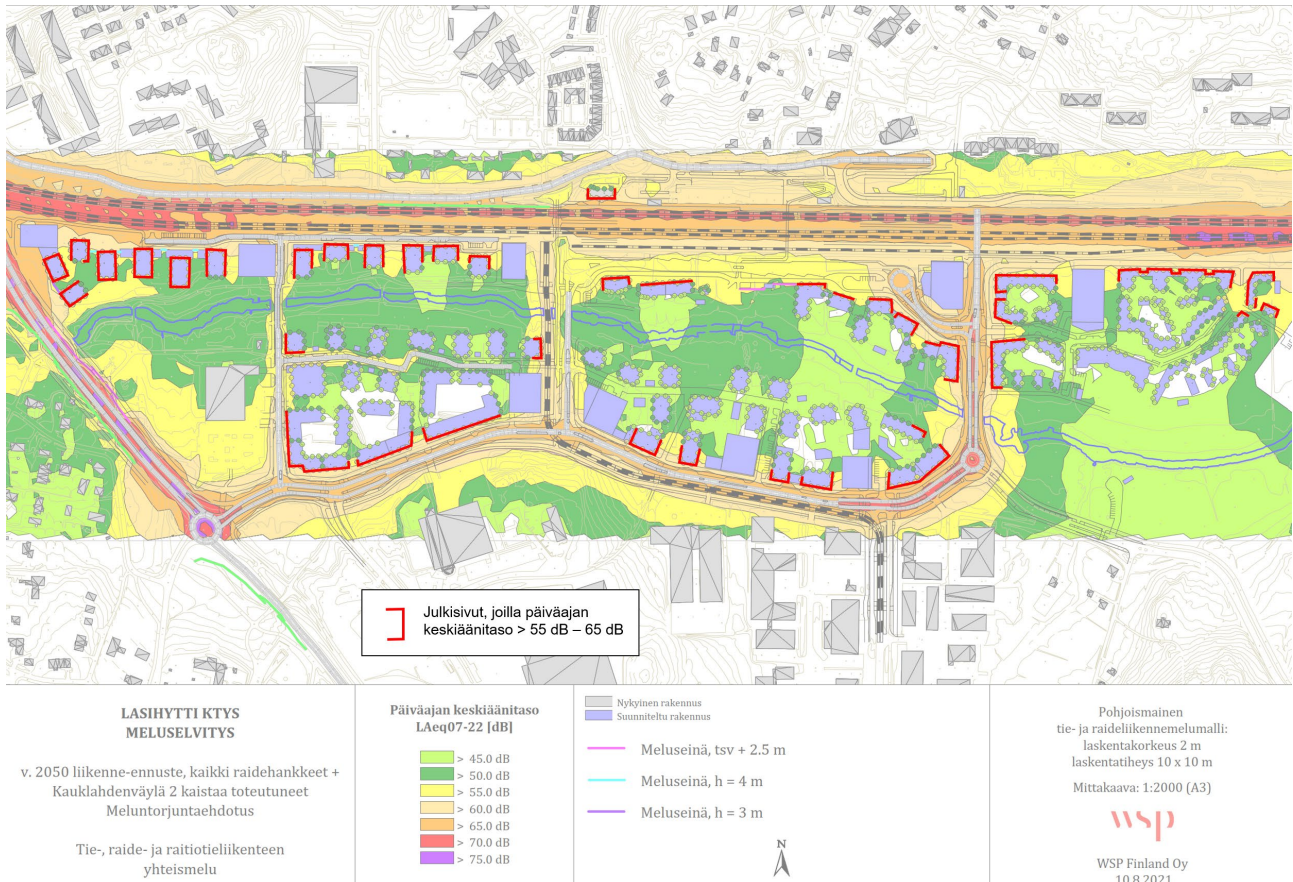 Julkisivut, joilla päiväajan
keskiäänitaso > 55 dB – 65 dB
LASIHYTTI KTYS
MELUSELVITYS
v. 2050 liikenne-ennuste, kaikki raidehankkeet +
Kauklahdenväylä 2 kaistaa toteutuneet
Meluntorjuntaehdotus
Tie-, raide- ja raitiotieliikenteen
yhteismelu
Päiväajan keskiäänitaso
LAeq07-22 [dB]
> 45.0 dB
> 50.0 dB
> 55.0 dB
> 60.0 dB
> 65.0 dB
> 70.0 dB
> 75.0 dB
Nykyinen rakennus
Suunniteltu rakennus
Meluseinä, tsv + 2.5 m
Meluseinä, h = 4 m
Meluseinä, h = 3 m
N
Pohjoismainen
tie- ja raideliikennemelumalli:
laskentakorkeus 2 m
laskentatiheys 10 x 10 m
Mittakaava: 1:2000 (A3)
wsp
WSP Finland Oy
10.8.2021